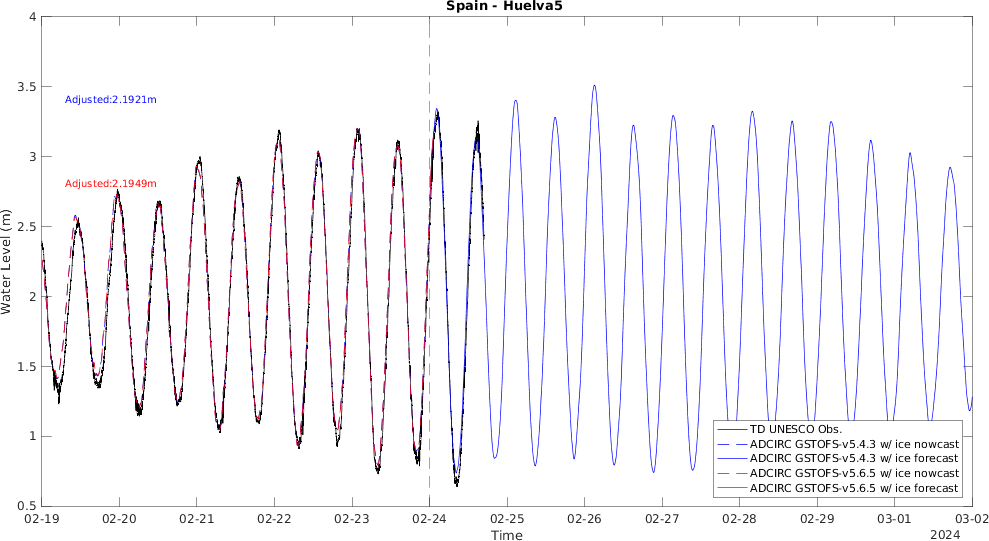 Spain - Huelva5
4
3.5
3
2.5
2
1.5
1
0.5
Water Level (m)
Adjusted:2.1921m
Adjusted:2.1949m
TD UNESCO Obs.
ADCIRC GSTOFS-v5.4.3 w/ ice nowcast
ADCIRC GSTOFS-v5.4.3 w/ ice forecast
ADCIRC GSTOFS-v5.6.5 w/ ice nowcast
ADCIRC GSTOFS-v5.6.5 w/ ice forecast
02-19 02-20 02-21 02-22 02-23 02-24 02-25 02-26 02-27 02-28 02-29 03-01 03-02
Time
2024